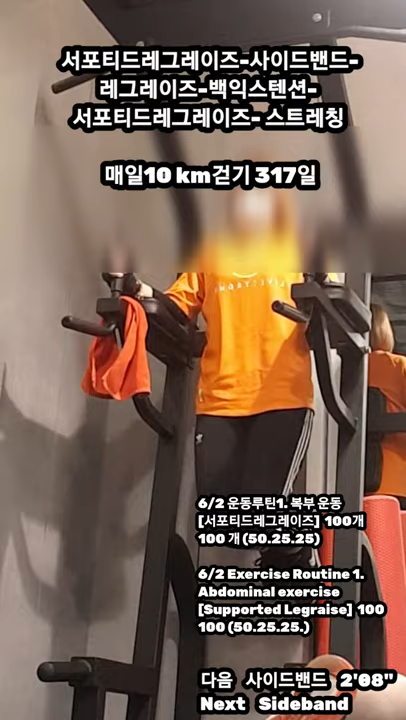 서포티드레그레이즈-사이드밴드-
레그레이즈-백익스텐션-
서포티드레그레이즈- 스트레칭
매일10 km걷기 317일
6/2 운동루틴1. 복부 운동
[서포티드레그레이즈] 100개
100 개 (50.25.25)
6/2 Exercise Routine 1.
Abdominal exercise
[Supported Legraise] 100
100 (50.25.25.)
다음 사이드밴드 2'08"
Next Sideband